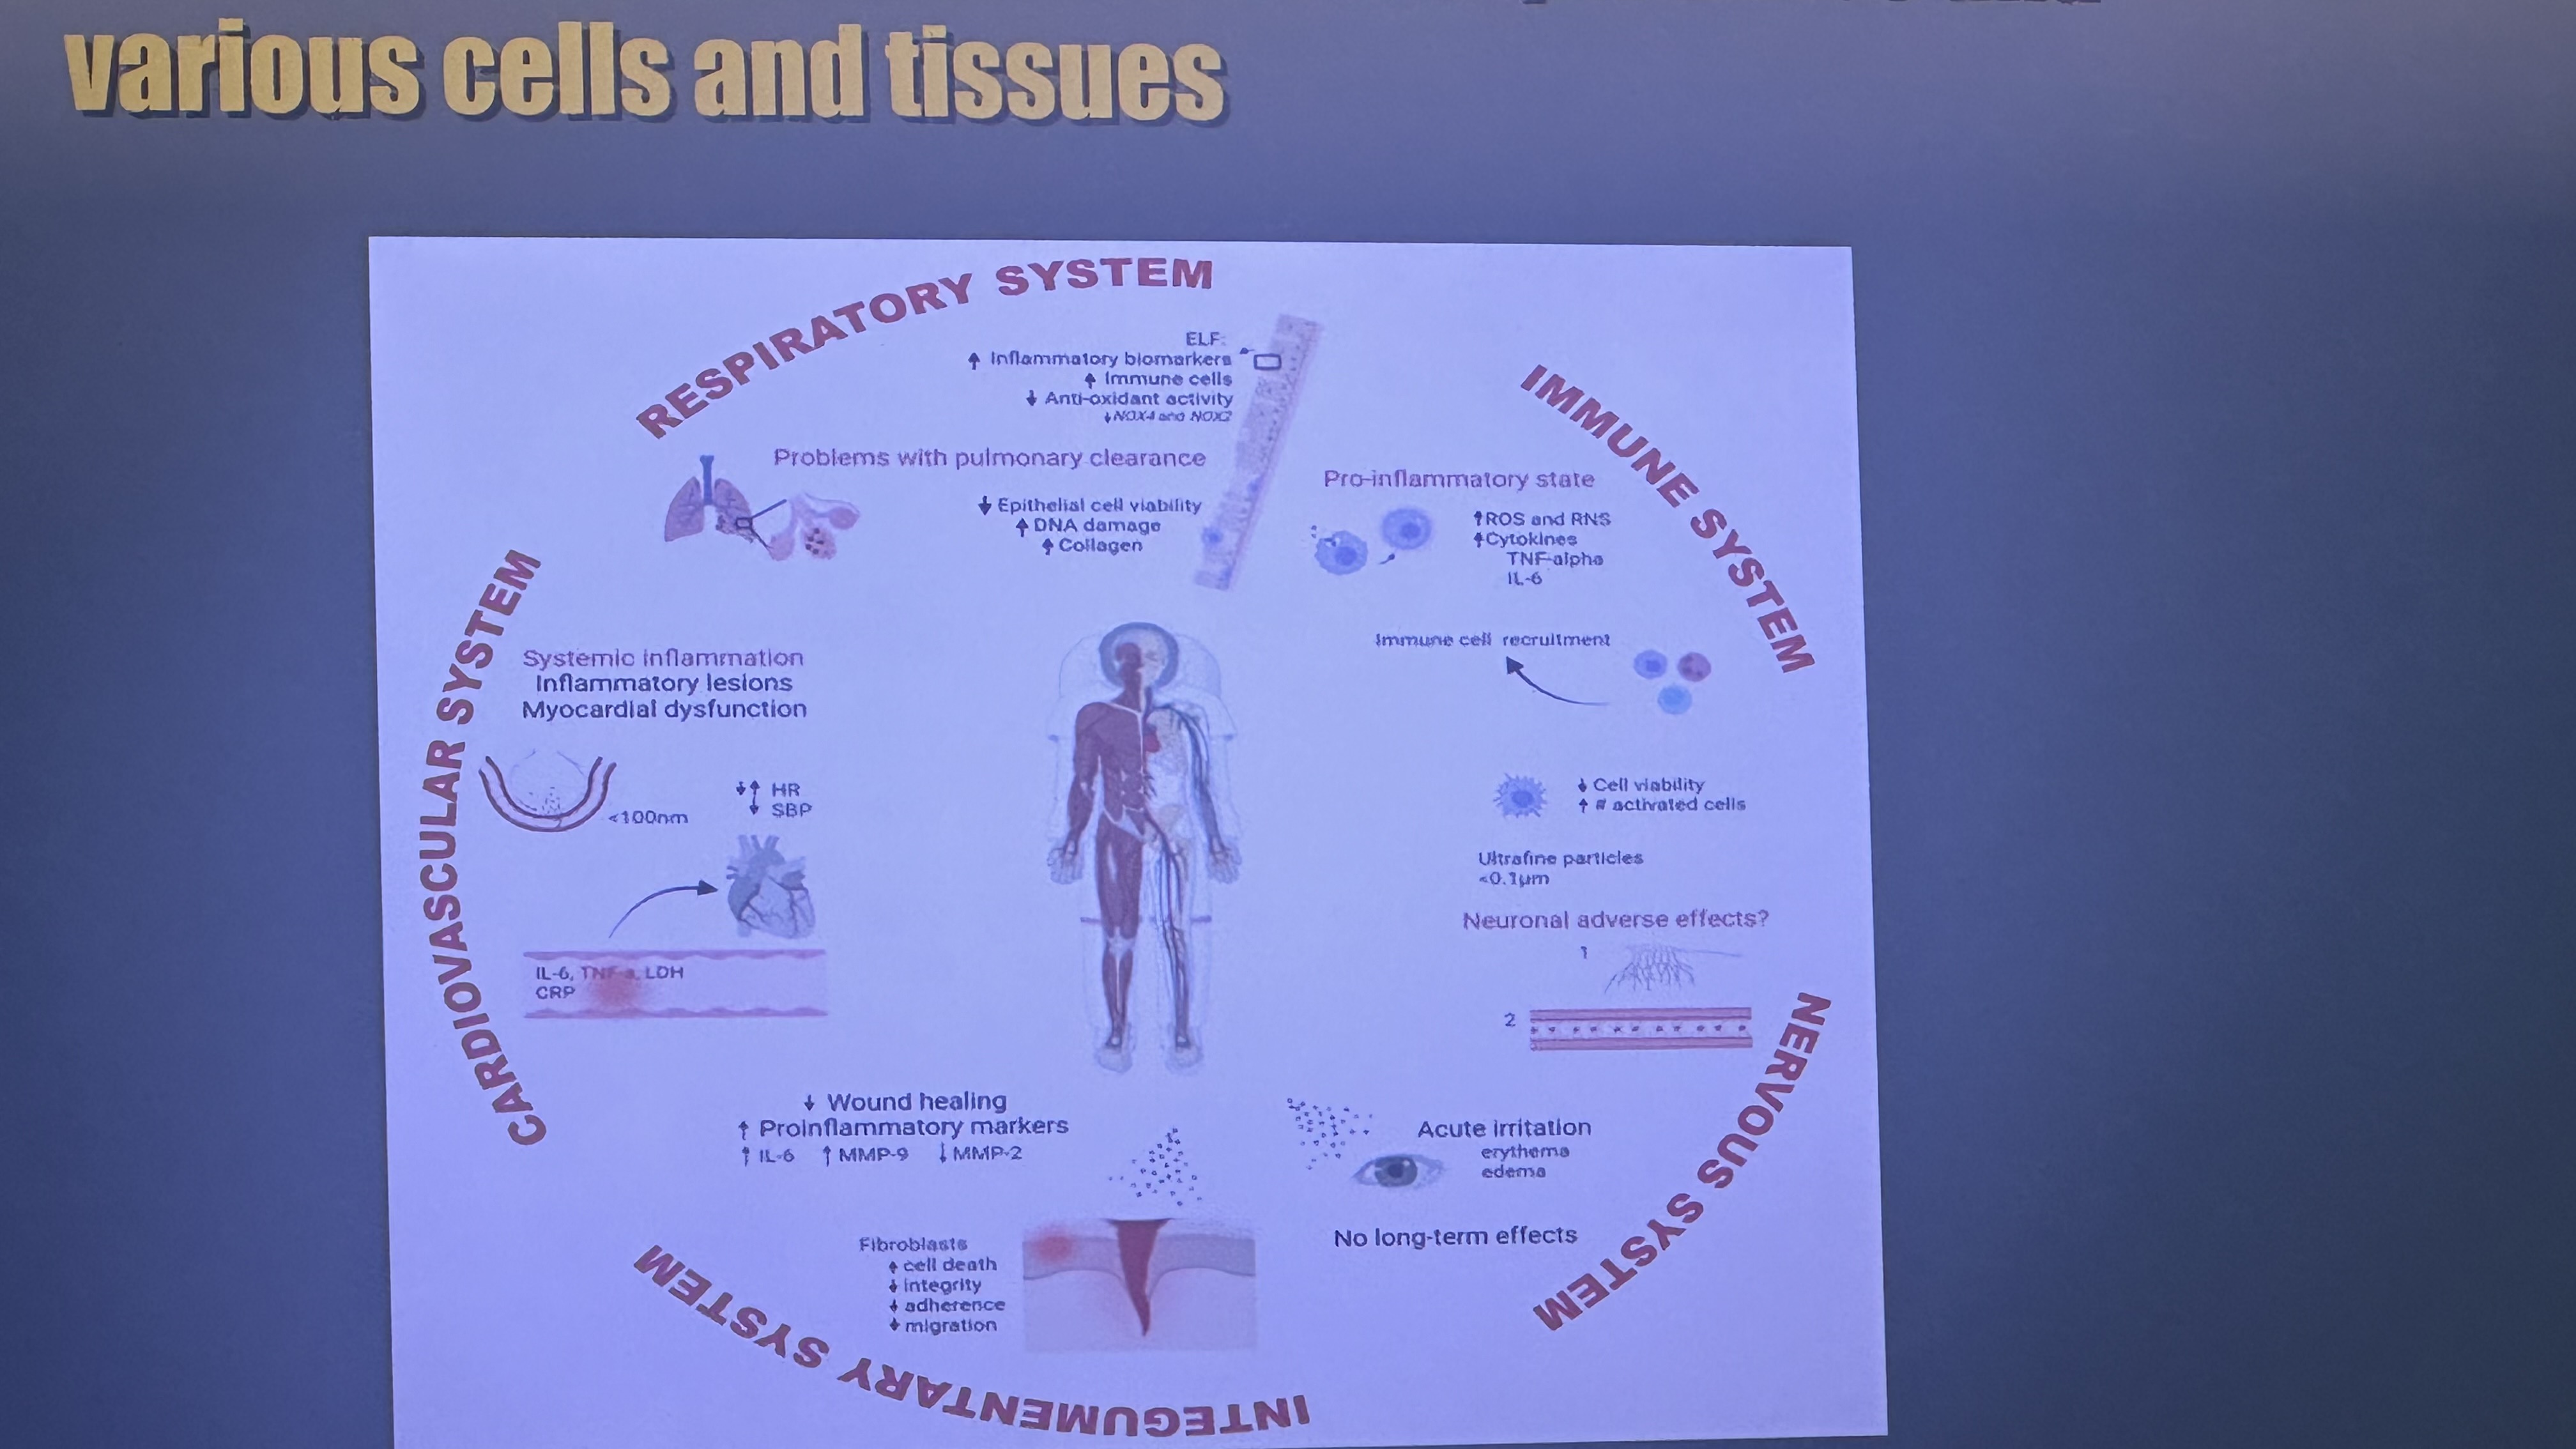 various cells and tissues
RESPIRATORY SYSTEM
ELF:
↑ Inflammatory biomarkers
↑ Immune cells
↓ Anti-oxidant activity
↓NOX4 and NOX2
Problems with pulmonary clearance
↓ Epithelial cell viability
↑ DNA damage
↑ Collagen
IMMUNE SYSTEM
Pro-inflammatory state
↑ROS and RNS
↑Cytokines
TNF-alpha
IL-6
Immune cell recruitment
↓ Cell viability
↑ # activated cells
Ultrafine particles
<0.1µm
Neuronal adverse effects?
1
2
NERVOUS SYSTEM
Acute irritation
erythema
edema
No long-term effects
CARDIOVASCULAR SYSTEM
Systemic inflammation
Inflammatory lesions
Myocardial dysfunction
<100nm
↓↑ HR
↓ SBP
IL-6, TNF-a, LDH
CRP
↓ Wound healing
↑ Proinflammatory markers
↑ IL-6 ↑ MMP-9 ↓ MMP-2
Fibroblasts
↑ cell death
↓ integrity
↓ adherence
↓ migration
INTEGUMENTARY SYSTEM